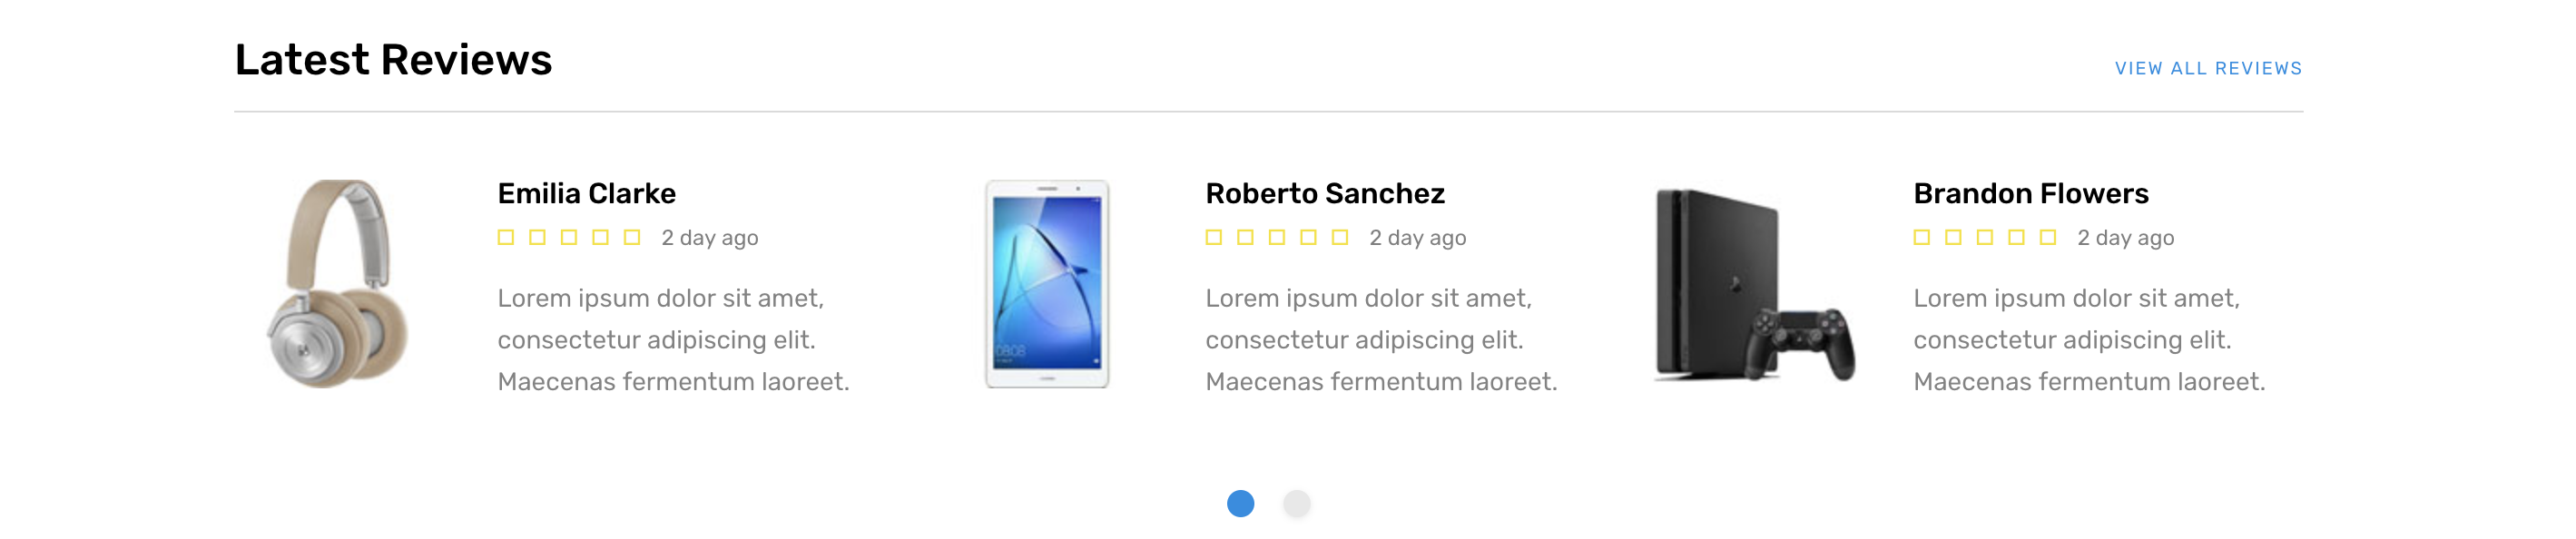 Latest Reviews
VIEW ALL REVIEWS
Emilia Clarke
2 day ago
Lorem ipsum dolor sit amet,
consectetur adipiscing elit.
Maecenas fermentum laoreet.
08:08
Roberto Sanchez
2 day ago
Lorem ipsum dolor sit amet,
consectetur adipiscing elit.
Maecenas fermentum laoreet.
Brandon Flowers
2 day ago
Lorem ipsum dolor sit amet,
consectetur adipiscing elit.
Maecenas fermentum laoreet.